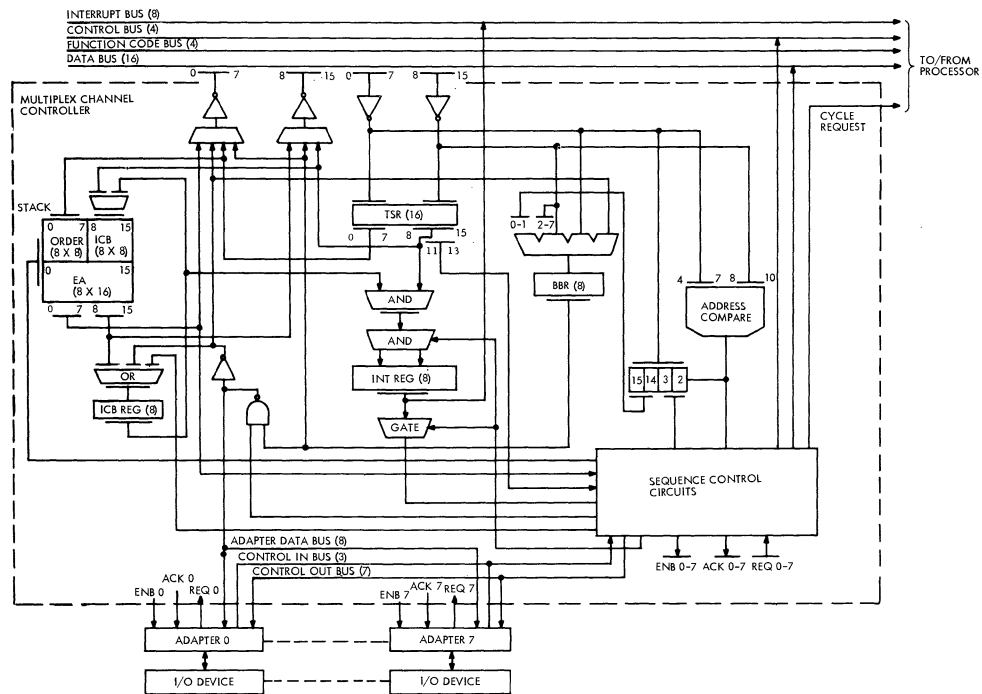 INTERRUPT BUS (8)
CONTROL BUS (4)
FUNCTION CODE BUS (4)
DATA BUS (16)
TO/FROM
PROCESSOR
0 7 8 15 0 7 8 15
MULTIPLEX CHANNEL
CONTROLLER
CYCLE
REQUEST
STACK
0 7 8 15
ORDER
(8 X 8)
ICB
(8 X 8)
0 15
EA
(8 X 16)
0 7 8 15
TSR (16)
0 7 8 15
11 13
0-1 2-7
BBR (8)
4 7 8 10
ADDRESS
COMPARE
AND
AND
INT REG (8)
GATE
15 14 3 2
OR
ICB REG (8)
SEQUENCE CONTROL
CIRCUITS
ADAPTER DATA BUS (8)
CONTROL IN BUS (3)
CONTROL OUT BUS (7)
ENB 0-7 ACK 0-7 REQ 0-7
ENB 0 ACK 0 REQ 0
ENB 7 ACK 7 REQ 7
ADAPTER 0
ADAPTER 7
I/O DEVICE
I/O DEVICE